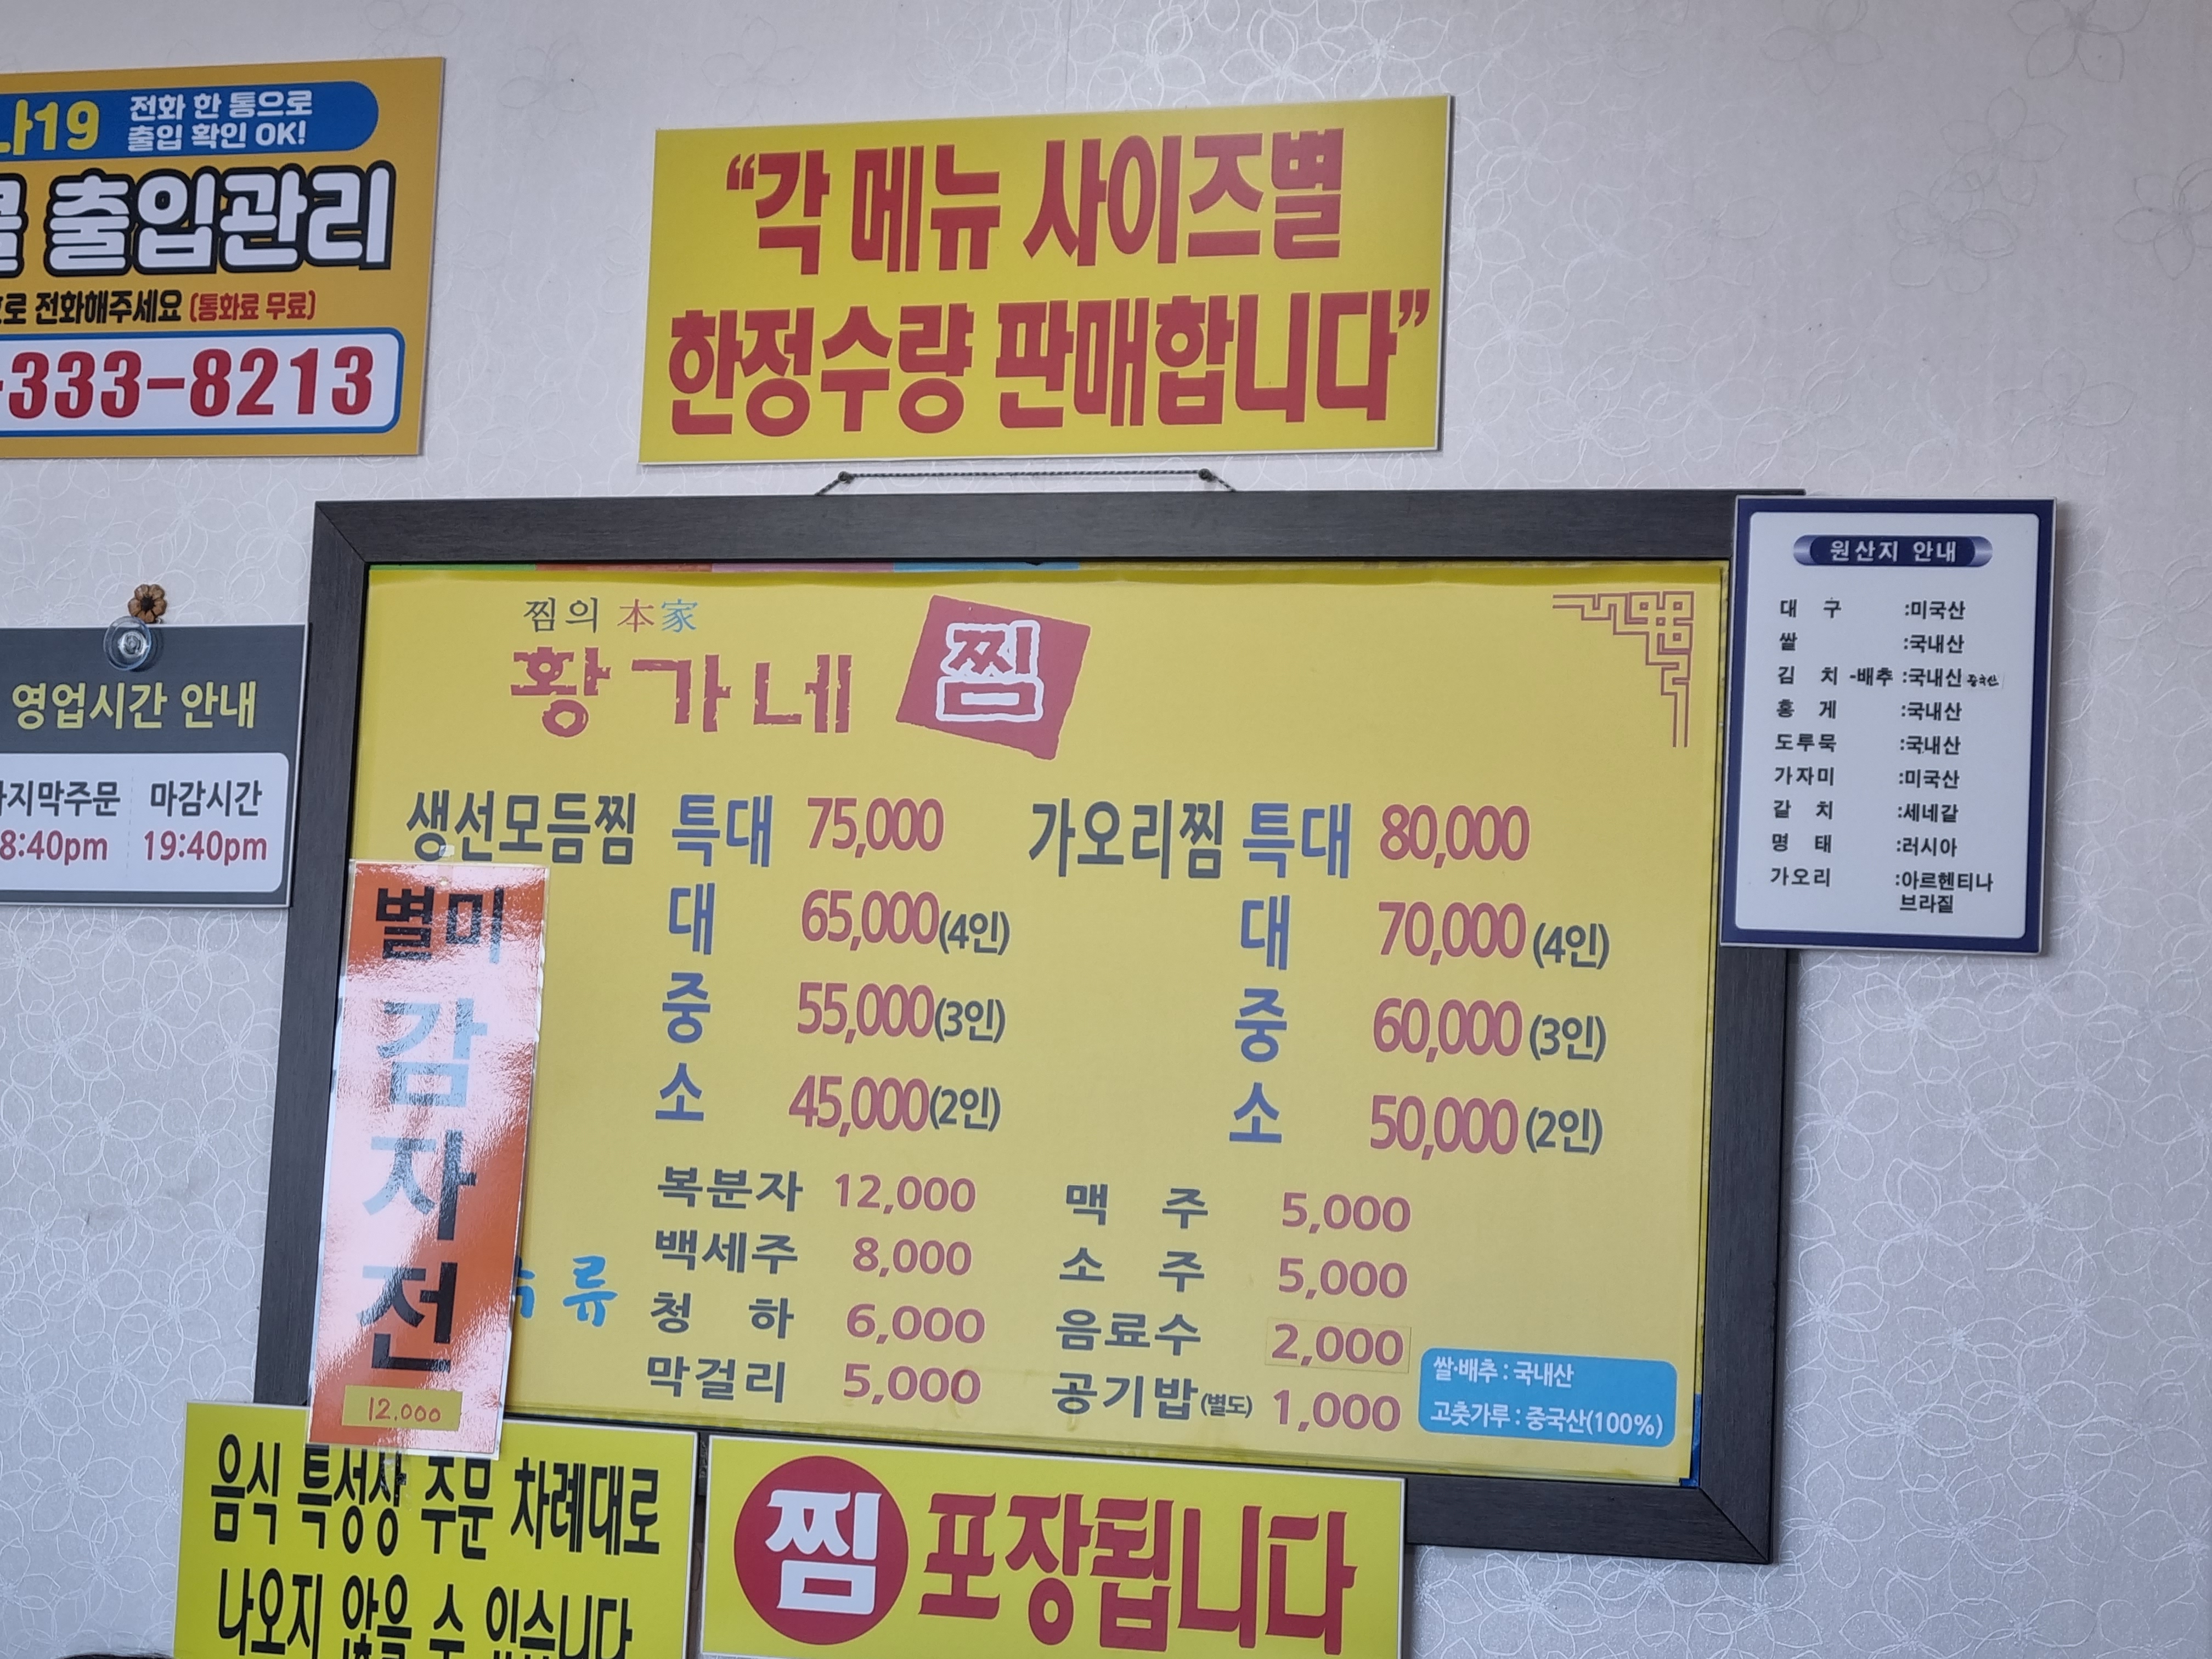 전화 한 통으로
출입 확인 OK!
출입관리
전화해주세요 (통화료 무료)
-333-8213
"각 메뉴 사이즈별
한정수량 판매합니다"
영업시간 안내
마감시간
19:40pm
찜의 本家
황가네 찜
생선모듬찜 특대 75,000
대 65,000(4인)
중 55,000(3인)
소 45,000(2인)
가오리찜 특대 80,000
대 70,000(4인)
중 60,000(3인)
소 50,000(2인)
복분자 12,000
백세주 8,000
청하 6,000
막걸리 5,000
맥주 5,000
소주 5,000
음료수 2,000
공기밥(별도) 1,000
쌀·배추 : 국내산
고춧가루 : 중국산(100%)
별미
감
자
전
12.000
원산지 안내
대구 :미국산
쌀 :국내산
김치-배추 :국내산
홍게 :국내산
도루묵 :국내산
가자미 :미국산
갈치 :세네갈
명태 :러시아
가오리 :아르헨티나
브라질
음식 특성상 주문 차례대로
나오지 않을 수 있습니다
찜 포장됩니다